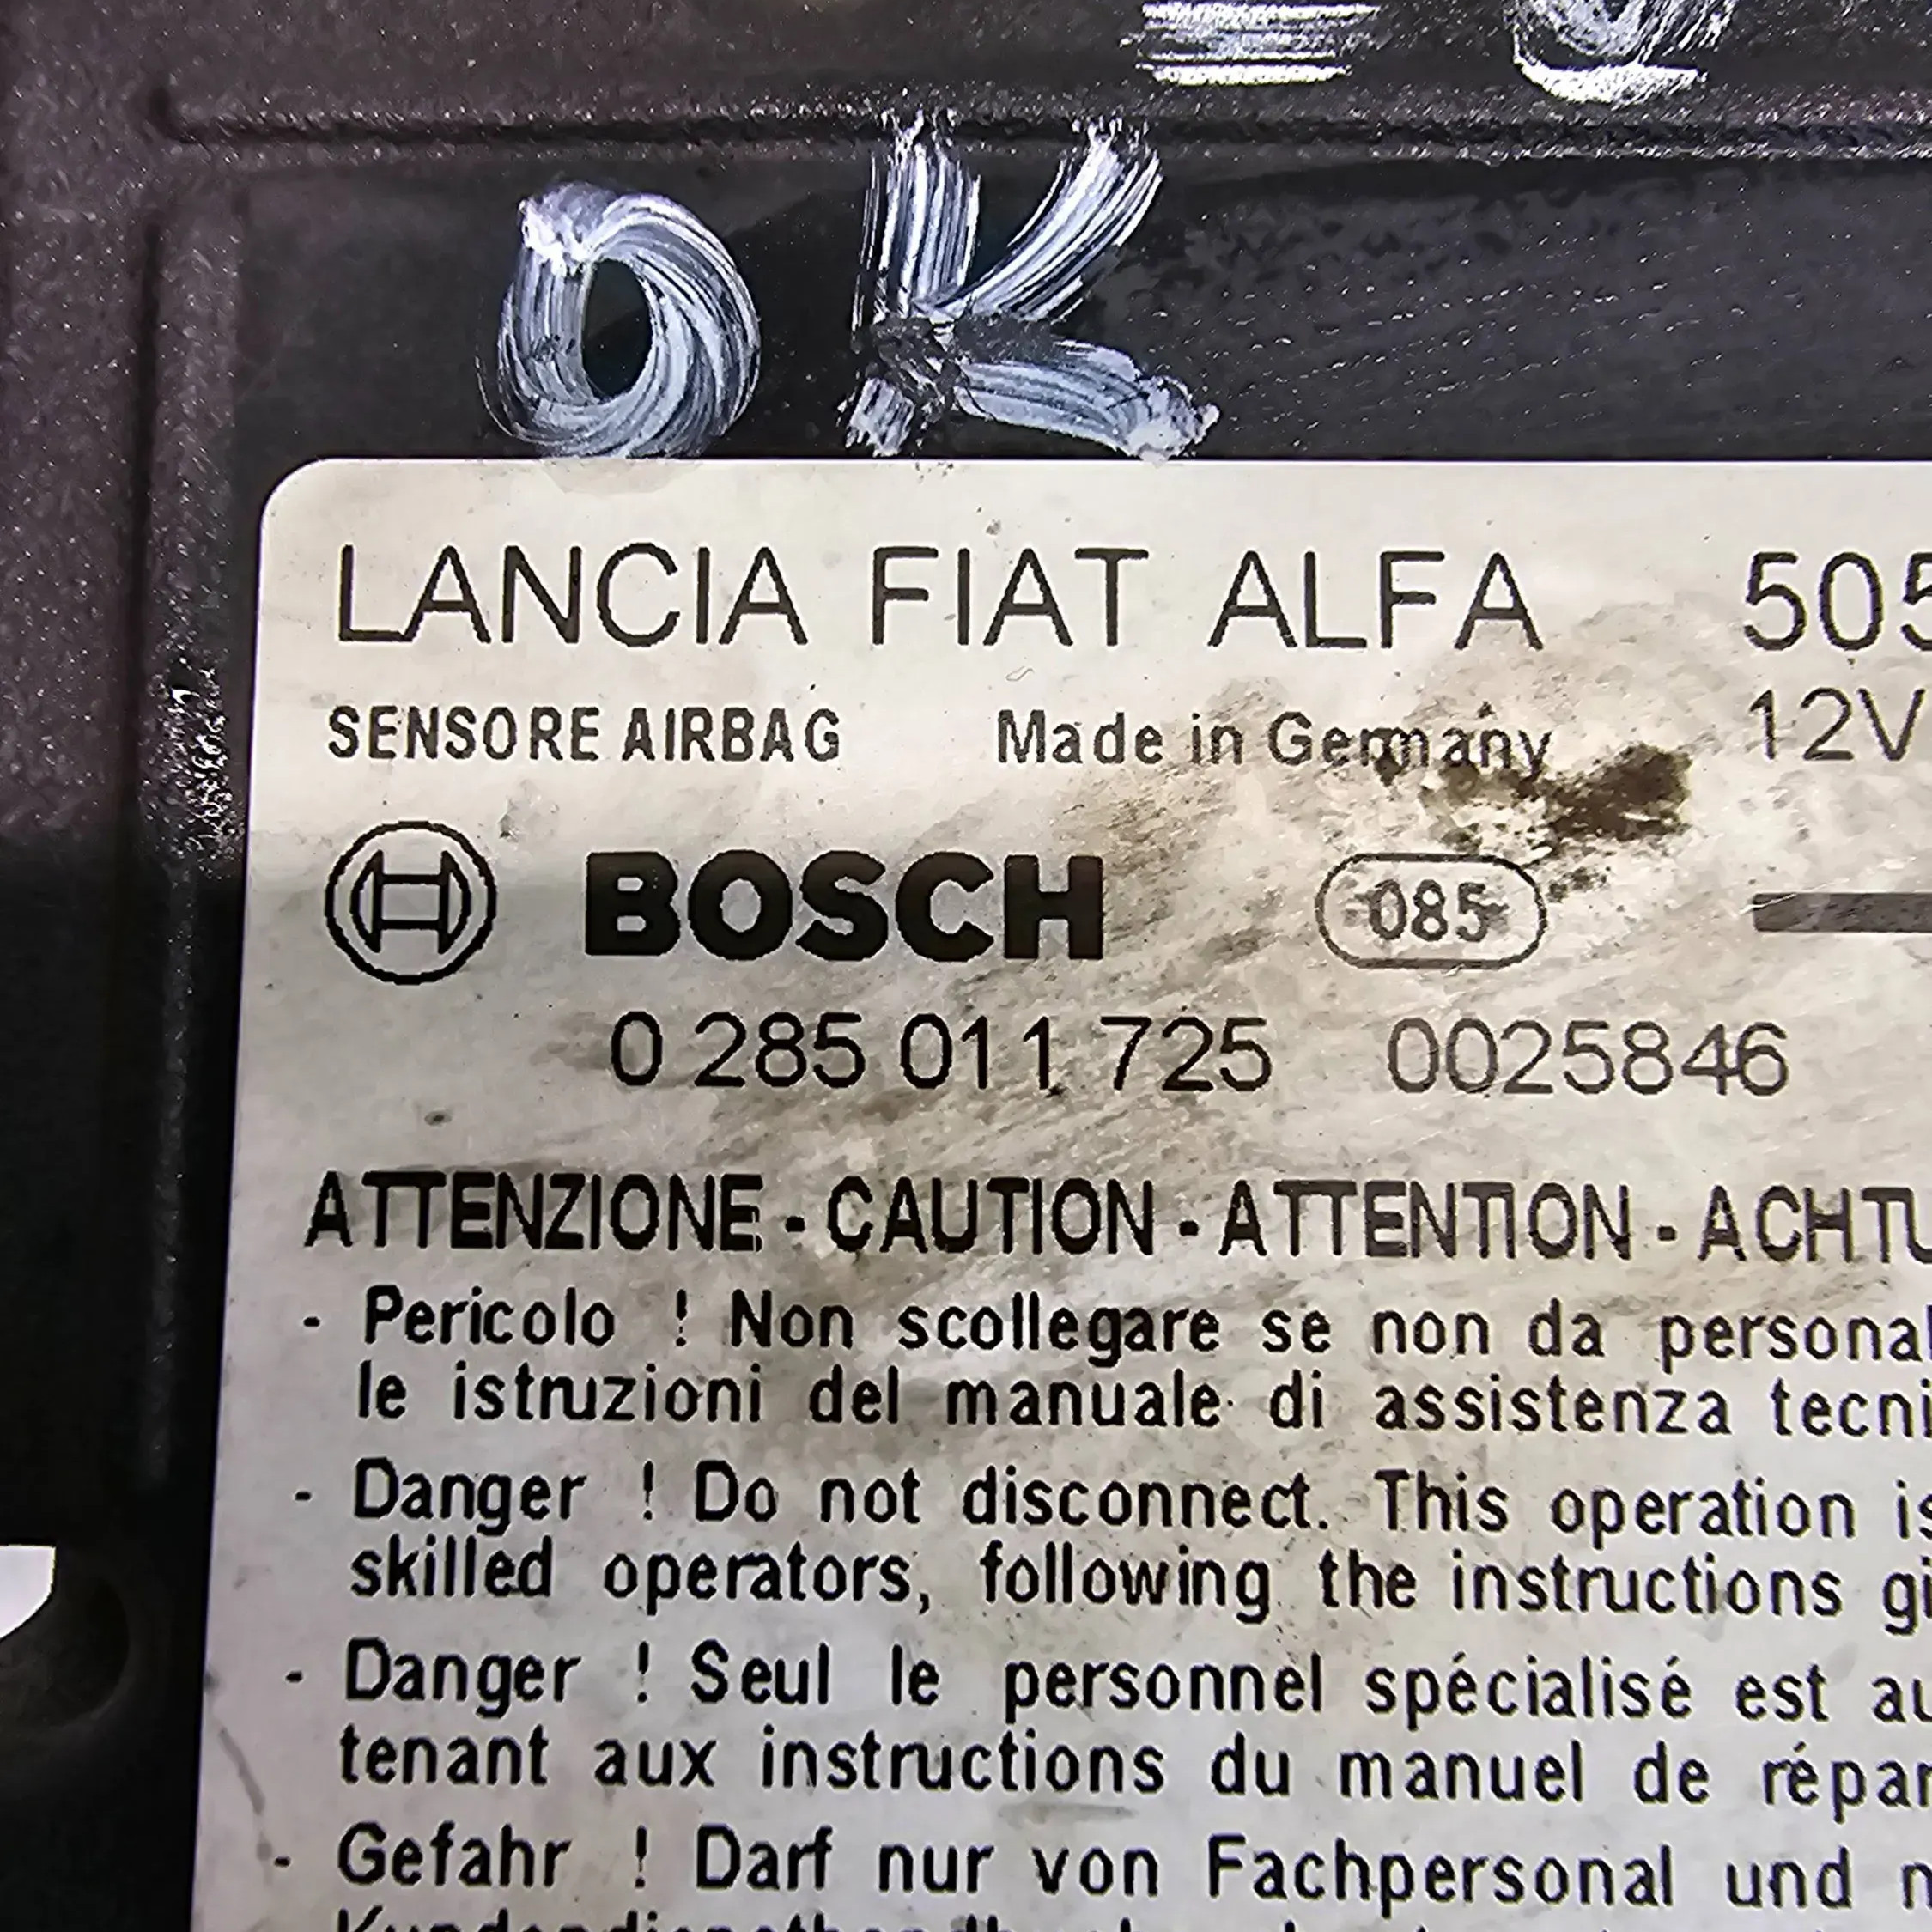 OK
LANCIA FIAT ALFA 505
SENSORE AIRBAG Made in Germany 12V
BOSCH 085
0 285 011 725 0025846
ATTENZIONE - CAUTION - ATTENTION - ACHTU
- Pericolo ! Non scollegare se non da personal
le istruzioni del manuale di assistenza tecni
- Danger ! Do not disconnect. This operation is
skilled operators, following the instructions gi
- Danger ! Seul le personnel spécialisé est au
tenant aux instructions du manuel de répar
- Gefahr ! Darf nur von Fachpersonal und